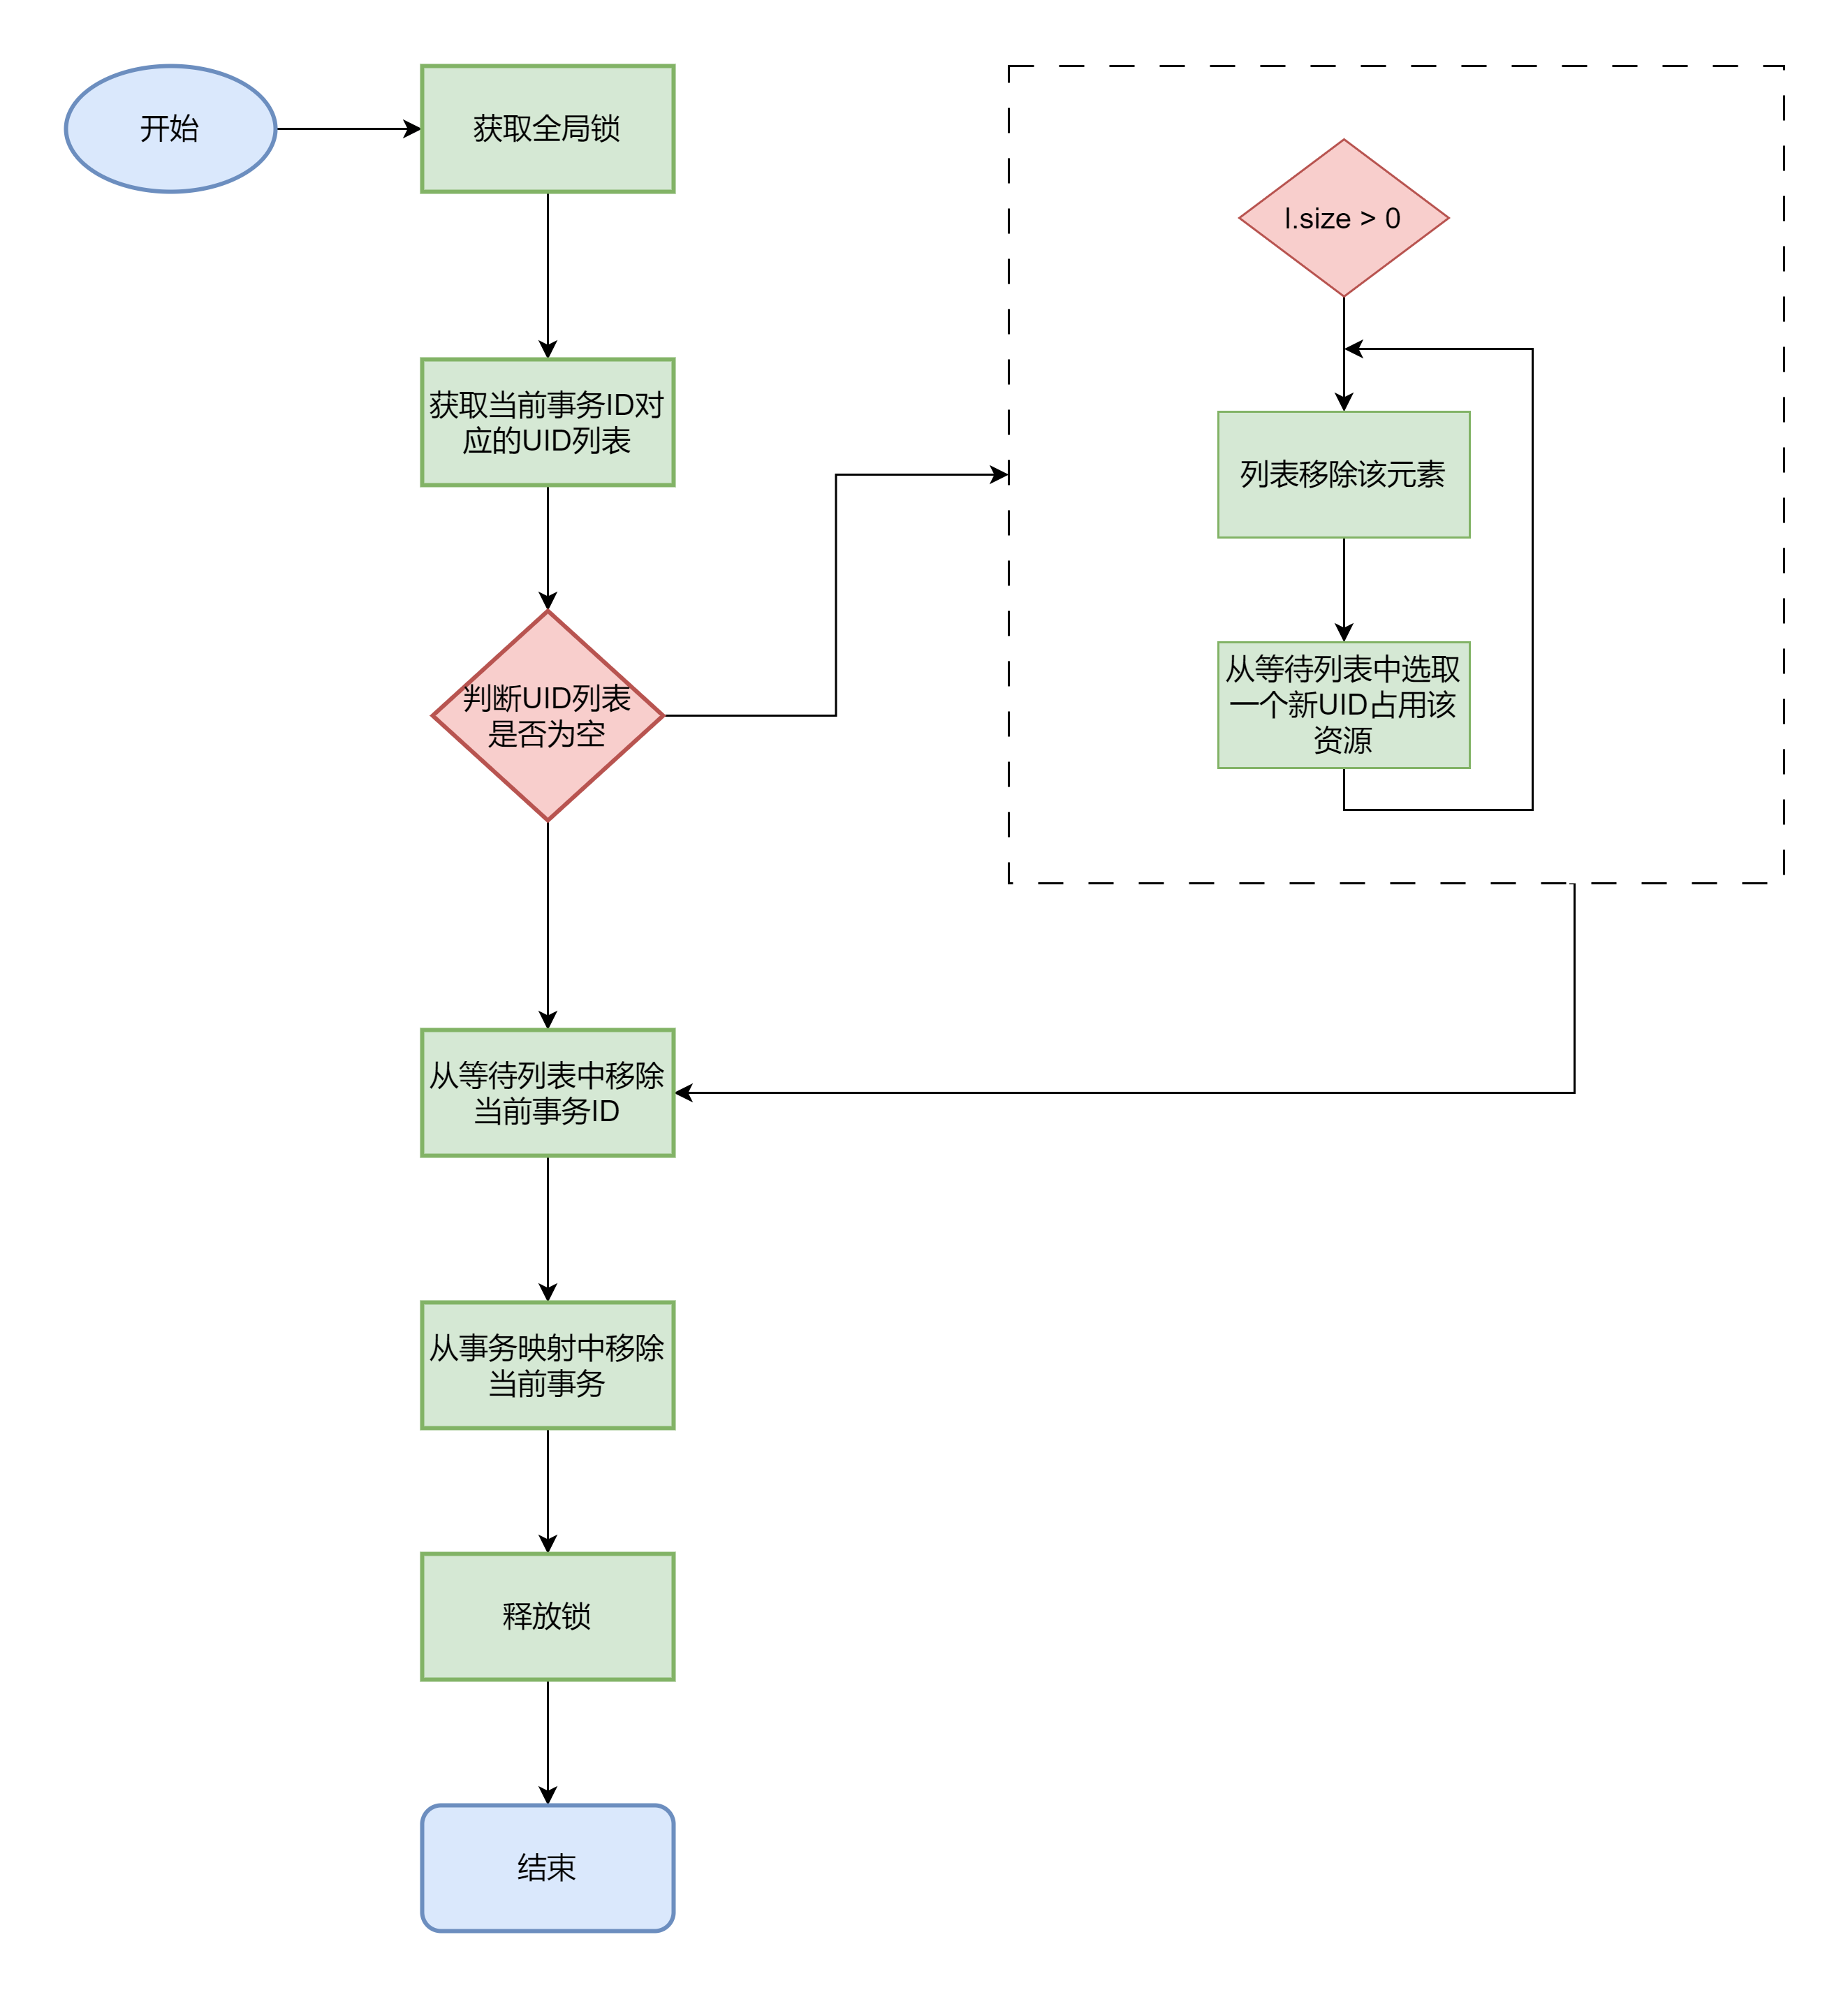 开始
获取全局锁
获取当前事务ID对
应的UID列表
判断UID列表
是否为空
l.size > 0
列表移除该元素
从等待列表中选取
一个新UID占用该
资源
从等待列表中移除
当前事务ID
从事务映射中移除
当前事务
释放锁
结束